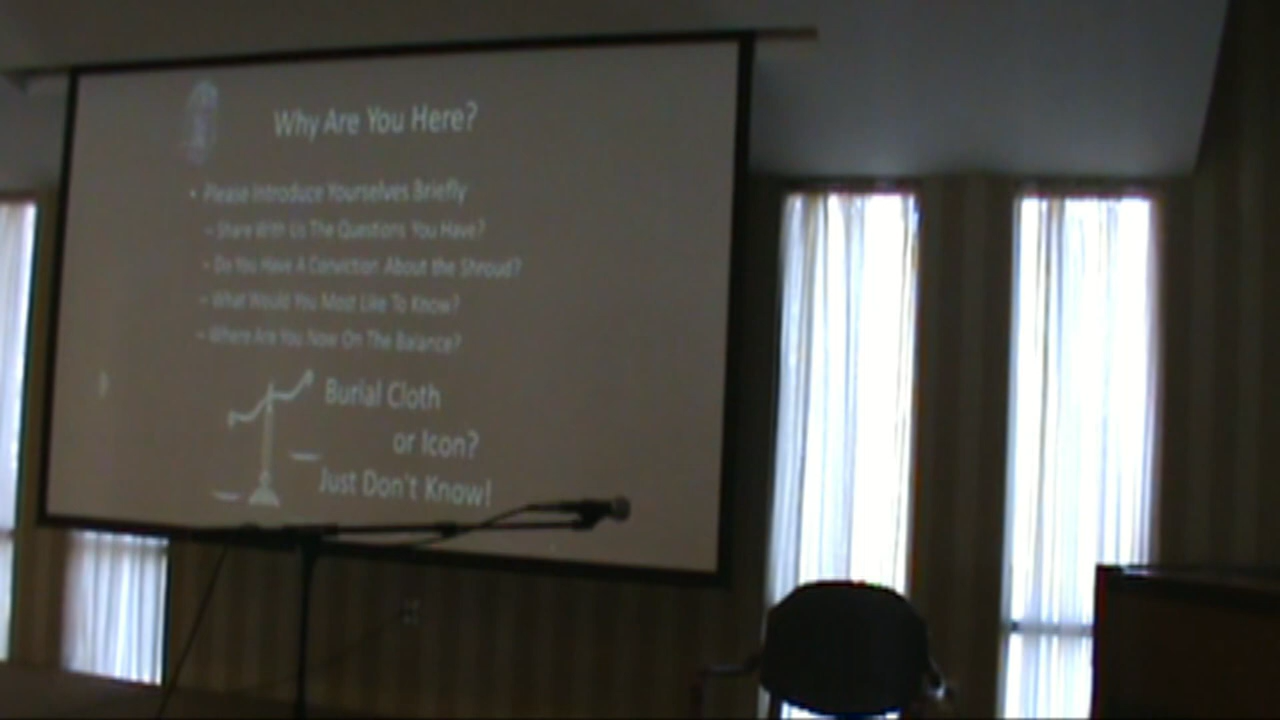 Why Are You Here?
• Please Introduce Yourselves Briefly
– Share With Us The Questions You Have?
– Do You Have A Conviction About the Shroud?
– What Would You Most Like To Know?
– Where Are You Now On The Balance?
Burial Cloth
or Icon?
Just Don't Know!